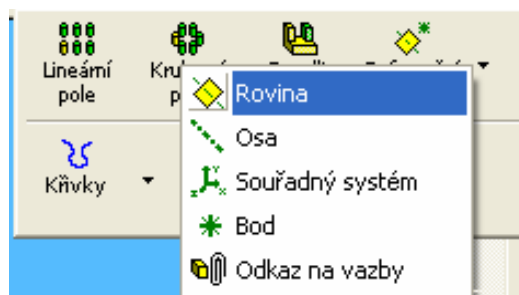 Lineární
pole
Rovina
Osa
Křivky
Souřadný systém
Bod
Odkaz na vazby